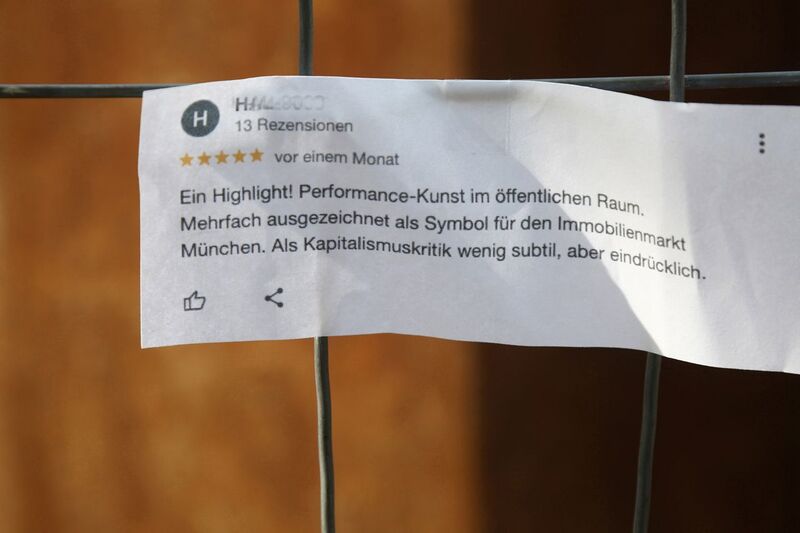 H
13 Rezensionen
vor einem Monat
Ein Highlight! Performance-Kunst im öffentlichen Raum.
Mehrfach ausgezeichnet als Symbol für den Immobilienmarkt
München. Als Kapitalismuskritik wenig subtil, aber eindrücklich.